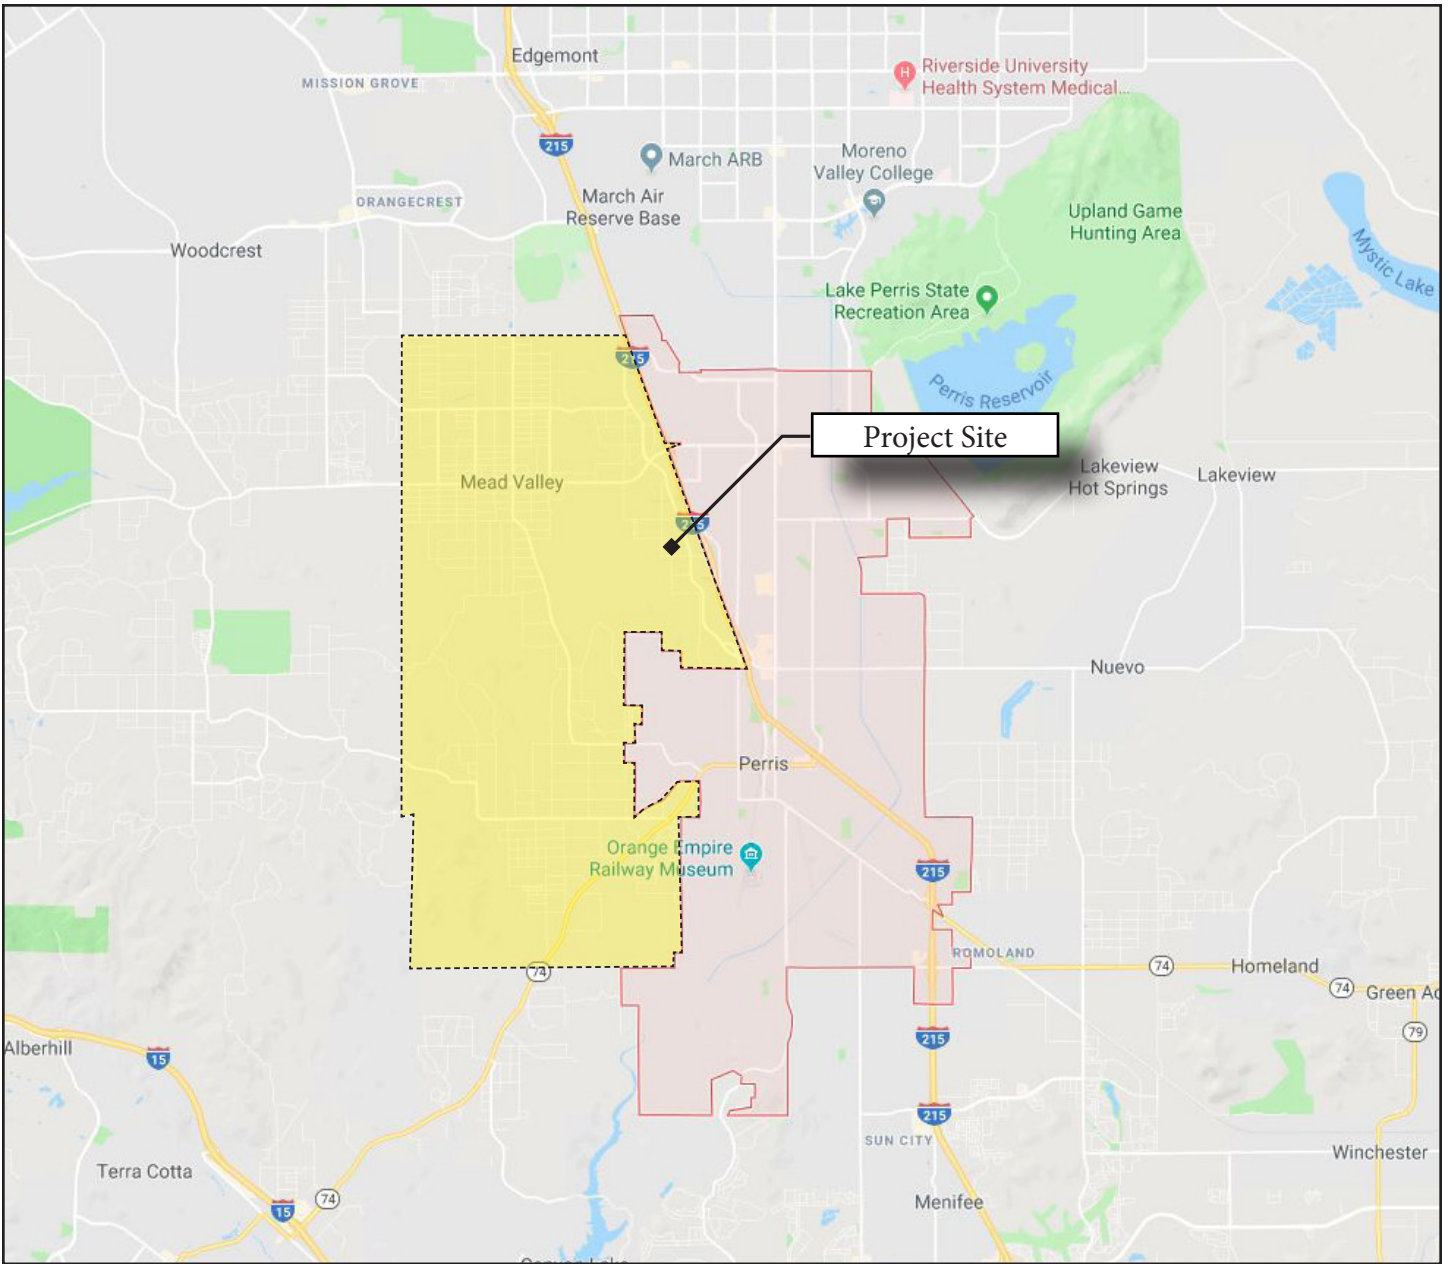 Edgemont
MISSION GROVE
Riverside University
Health System Medical...
H
215
March ARB
Moreno
Valley College
March Air
Reserve Base
ORANGECREST
Upland Game
Hunting Area
Woodcrest
Mystic Lake
Lake Perris State
Recreation Area
215
Perris Reservoir
Project Site
Mead Valley
Lakeview
Hot Springs
Lakeview
215
Nuevo
Perris
Orange Empire
Railway Museum
215
ROMOLAND
74
74
Homeland
74
Green Ac
79
215
Alberhill
15
215
SUN CITY
Winchester
Terra Cotta
74
15
Menifee
Canyon Lake